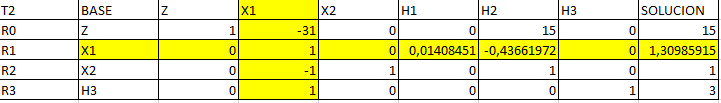 T2 BASE Z X1 X2 H1 H2 H3 SOLUCION
R0 Z 1 -31 0 0 15 0 15
R1 X1 0 1 0 0,01408451 -0,43661972 0 1,30985915
R2 X2 0 -1 1 0 1 0 1
R3 H3 0 1 0 0 0 1 3